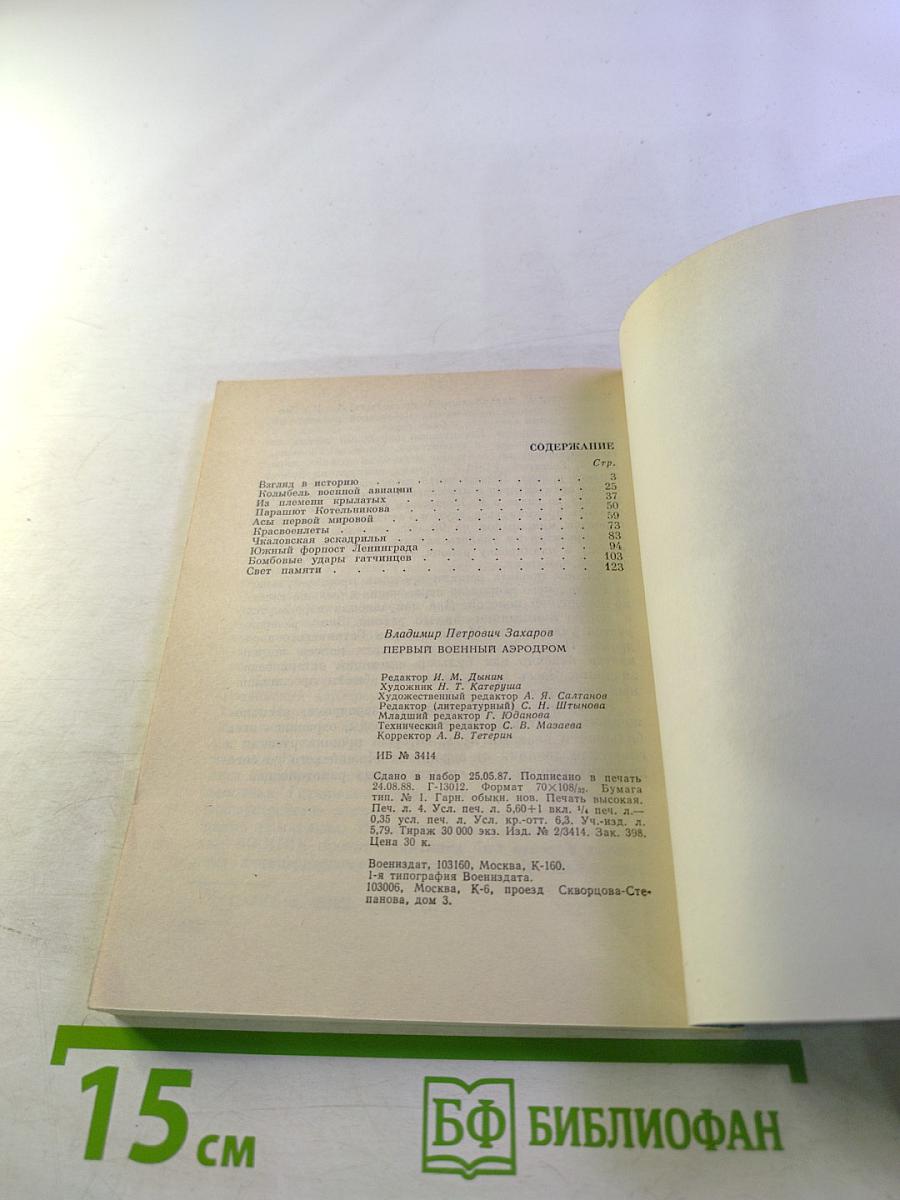 СОДЕРЖАНИЕ
Стр.
Взгляд в историю . . . . . . . . . . 3
Колыбель военной авиации . . . . . . . . 25
Из племени крылатых . . . . . . . . . 37
Парашют Котельникова . . . . . . . . 50
Асы первой мировой . . . . . . . . . 59
Красвоенлеты . . . . . . . . . . . 73
Чкаловская эскадрилья . . . . . . . . 83
Южный форпост Ленинграда . . . . . . . 94
Бомбовые удары гатчинцев . . . . . . . 103
Свет памяти . . . . . . . . . . . 123
Владимир Петрович Захаров
ПЕРВЫЙ ВОЕННЫЙ АЭРОДРОМ
Редактор И. М. Дынин
Художник Н. Т. Катеруша
Художественный редактор А. Я. Салтанов
Редактор (литературный) С. Н. Штынова
Младший редактор Г. Юданова
Технический редактор С. В. Мазаева
Корректор А. В. Тетерин
ИБ № 3414
Сдано в набор 25.05.87. Подписано в печать
24.08.88. Г-13012. Формат 70×108/₃₂. Бумага
тип. № 1. Гарн. обыкн. нов. Печать высокая.
Печ. л. 4. Усл. печ. л. 5,60+1 вкл. ¹/₄ печ. л.—
0,35 усл. печ. л. Усл. кр.-отт. 6,3. Уч.-изд. л.
5,79. Тираж 30 000 экз. Изд. № 2/3414. Зак. 398.
Цена 30 к.
Воениздат, 103160, Москва, К-160.
1-я типография Воениздата.
103006, Москва, К-6, проезд Скворцова-Сте-
панова, дом 3.
15 см
БФ БИБЛИОФАН